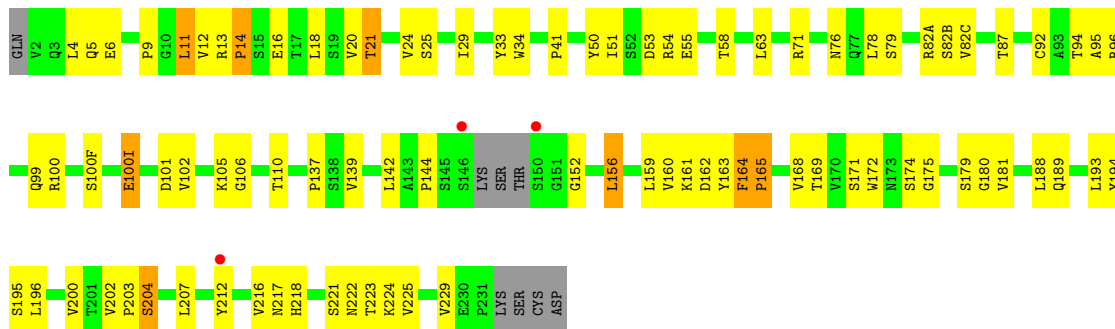 GLN V2 Q3 L4 Q5 E6 P9 G10 L11 V12 R13 P14 S15 E16 T17 L18 S19 V20 T21 V24 S25 I29 Y33 W34 P41 Y50 I51 S52 D53 R54 E55 T58 L63 R71 N76 Q77 L78 S79 R82A S82B V82C T87 C92 A93 T94 A95
Q99 R100 S100F E100I D101 V102 K105 G106 T110 P137 S138 V139 L142 A143 P144 S145 S146 LYS SER THR S150 G151 G152 L156 L159 V160 K161 D162 Y163 F164 P165 V168 T169 V170 S171 W172 N173 S174 G175 S179 G180 V181 L188 Q189 L193
S195 L196 V200 T201 V202 P203 S204 L207 Y212 V216 N217 H218 S221 N222 T223 K224 V225 V229 E230 P231 LYS SER CYS ASP